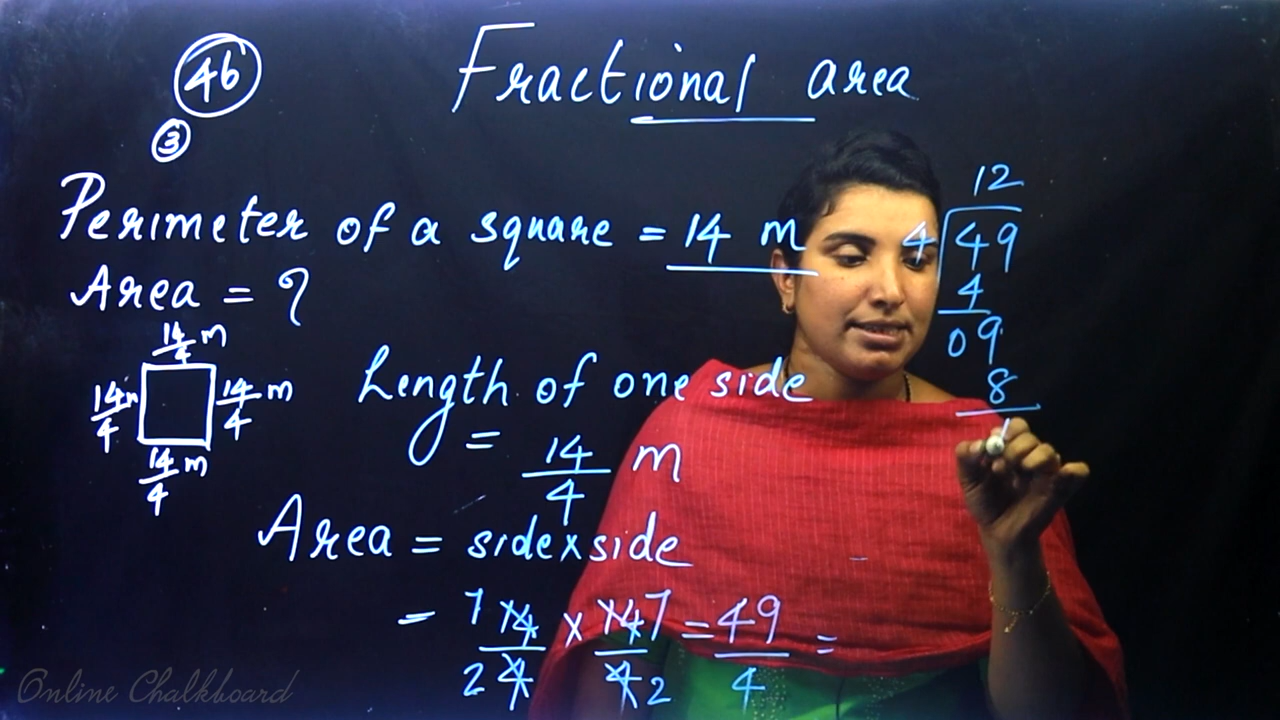 46
Fractional area
3
Perimeter of a square = 14 m
Area = ?
14/4 m
14/4 m
14/4 m
14/4 m
Length of one side
= 14/4 m
Area = side×side
= 7 14/2 4 × 14 7/4 2 = 49/4 =
12
4 49
4
09
8
1
Online Chalkboard